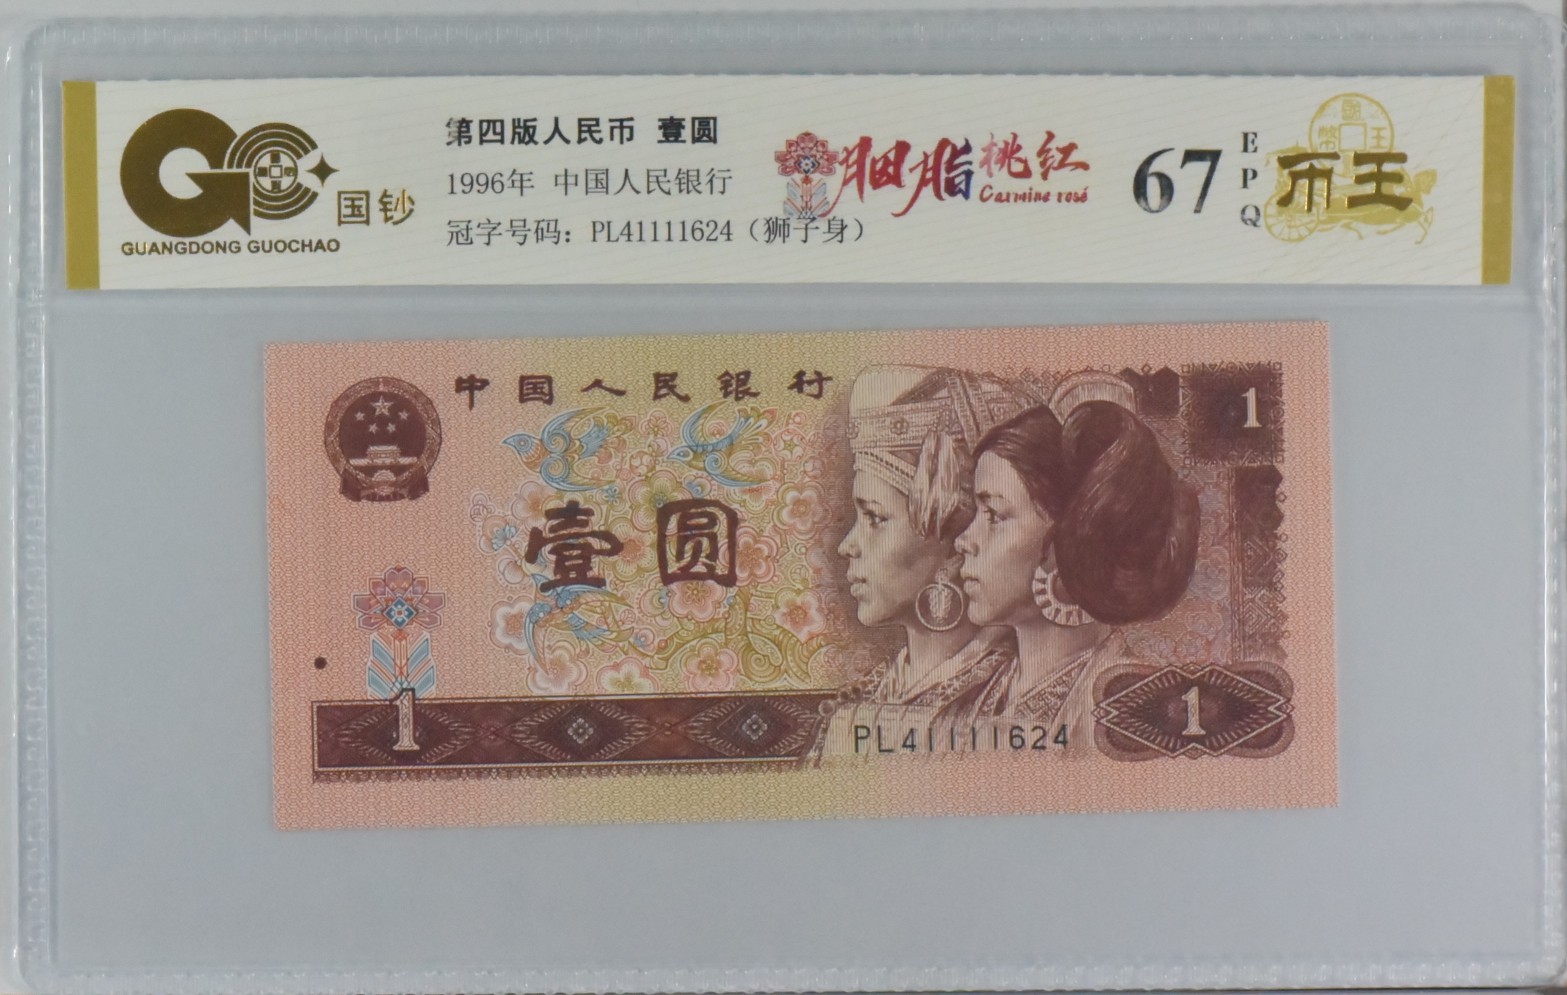 国钞
GUANGDONG GUOCHAO
第四版人民币 壹圆
1996年 中国人民银行
冠字号码：PL41111624（狮子身）
胭脂桃红
Carmine rosé
67
EPQ
币王
中国人民银行
1
壹圆
1
PL41111624
1